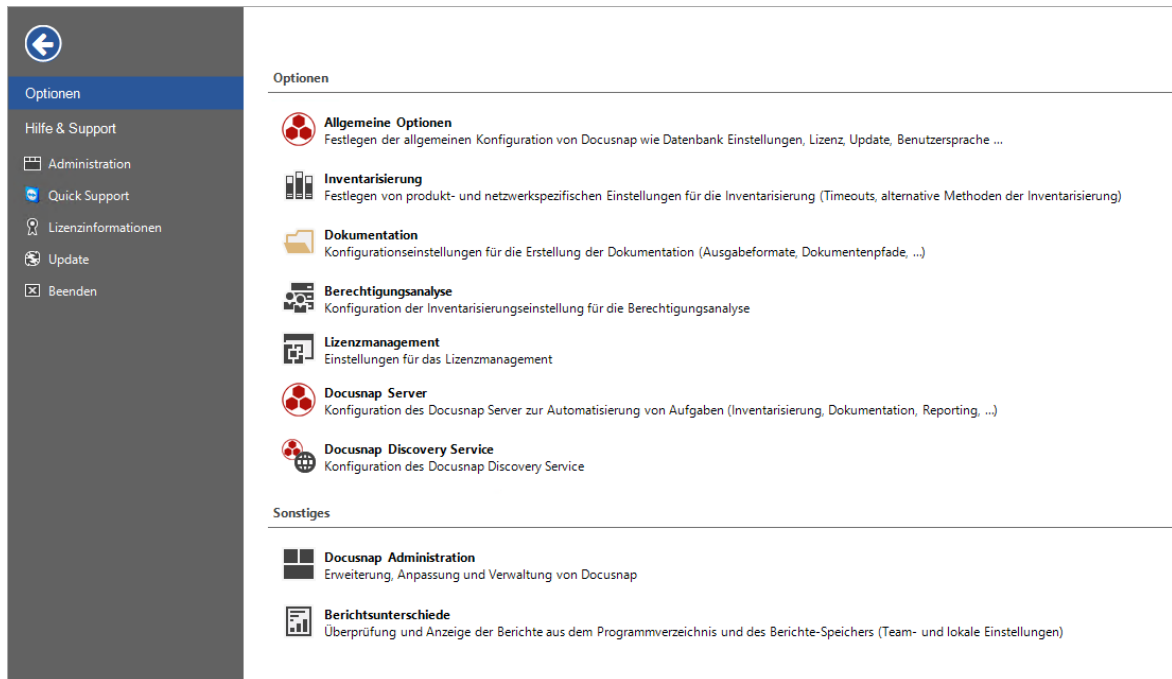 Optionen
Hilfe & Support
Administration
Quick Support
Lizenzinformationen
Update
Beenden
Optionen
Allgemeine Optionen
Festlegen der allgemeinen Konfiguration von Docusnap wie Datenbank Einstellungen, Lizenz, Update, Benutzersprache ...
Inventarisierung
Festlegen von produkt- und netzwerkspezifischen Einstellungen für die Inventarisierung (Timeouts, alternative Methoden der Inventarisierung)
Dokumentation
Konfigurationseinstellungen für die Erstellung der Dokumentation (Ausgabeformate, Dokumentenpfade, ...)
Berechtigungsanalyse
Konfiguration der Inventarisierungseinstellung für die Berechtigungsanalyse
Lizenzmanagement
Einstellungen für das Lizenzmanagement
Docusnap Server
Konfiguration des Docusnap Server zur Automatisierung von Aufgaben (Inventarisierung, Dokumentation, Reporting, ...)
Docusnap Discovery Service
Konfiguration des Docusnap Discovery Service
Sonstiges
Docusnap Administration
Erweiterung, Anpassung und Verwaltung von Docusnap
Berichtsunterschiede
Überprüfung und Anzeige der Berichte aus dem Programmverzeichnis und des Berichte-Speichers (Team- und lokale Einstellungen)